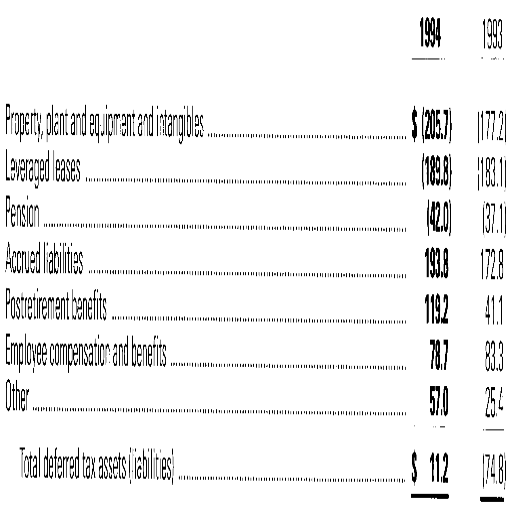 1994 1993
Property, plant and equipment and intangibles $ (205.7) (177.2)
Leveraged leases (189.8) (183.1)
Pension (42.0) (37.1)
Accrued liabilities 193.8 172.8
Postretirement benefits 119.2 41.1
Employee compensation and benefits 78.7 83.3
Other 57.0 25.4
Total deferred tax assets (liabilities) $ 11.2 (74.8)